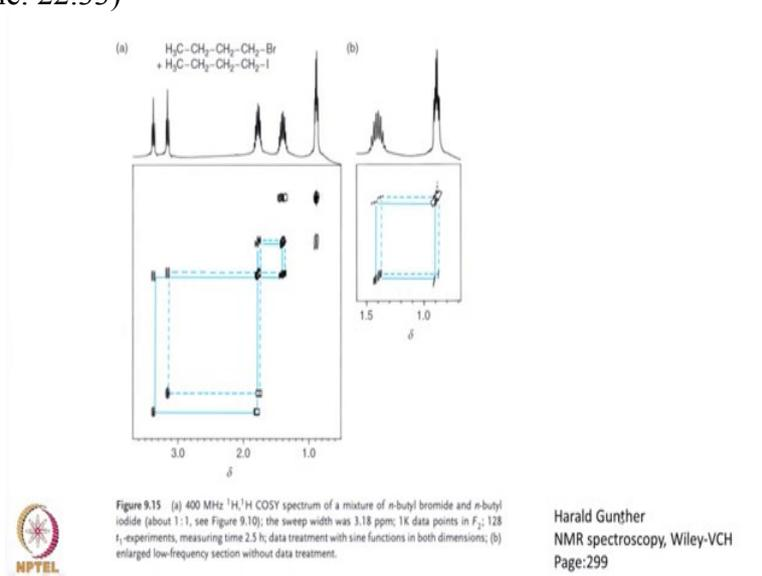 ne: 22:33)
(a) H₃C–CH₂–CH₂–CH₂–Br (b)
+ H₃C–CH₂–CH₂–CH₂–I
1.5 1.0
δ
3.0 2.0 1.0
δ
Figure 9.15 (a) 400 MHz ¹H,¹H COSY spectrum of a mixture of n-butyl bromide and n-butyl
iodide (about 1:1, see Figure 9.10); the sweep width was 3.18 ppm; 1K data points in F₂; 128
t₁-experiments, measuring time 2.5 h; data treatment with sine functions in both dimensions; (b)
enlarged low-frequency section without data treatment.
Harald Gunther
NMR spectroscopy, Wiley-VCH
Page:299
NPTEL